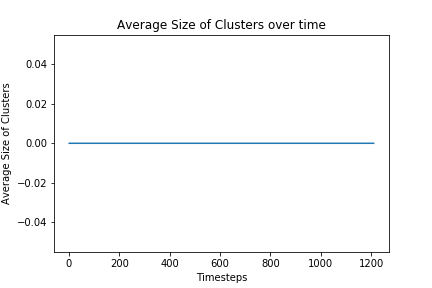 Average Size of Clusters over time
Average Size of Clusters
0.04
0.02
0.00
−0.02
−0.04
0 200 400 600 800 1000 1200
Timesteps